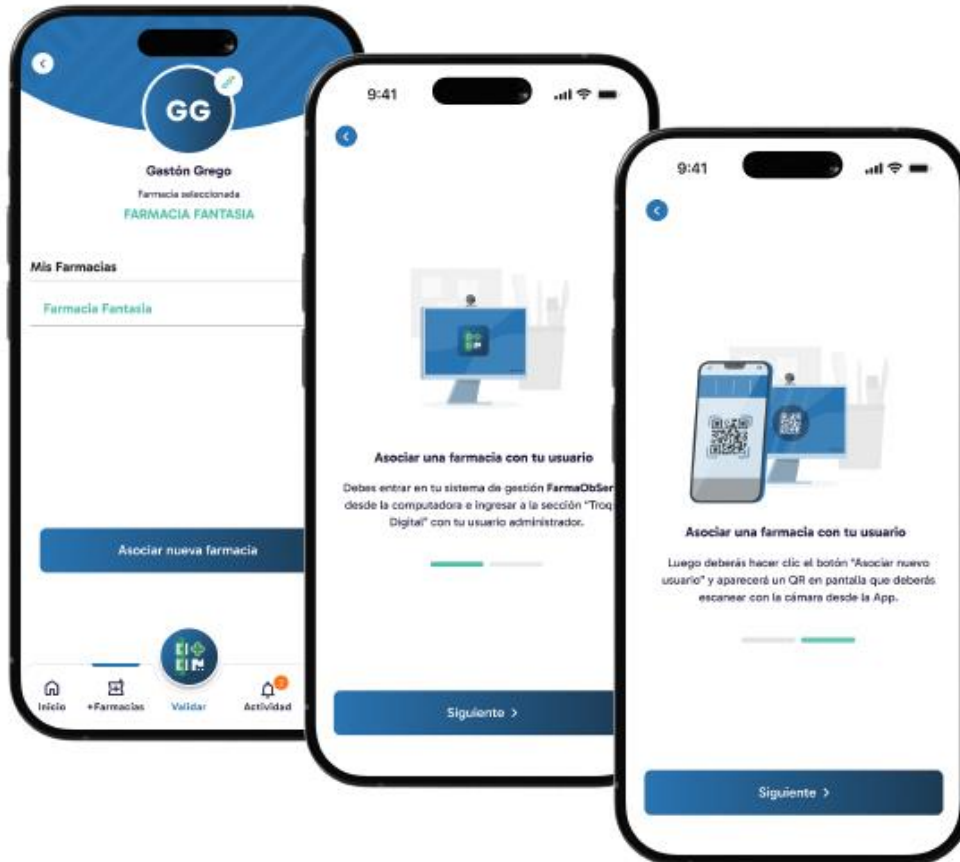 GG
Gastón Grego
Farmacia seleccionada
FARMACIA FANTASIA
Mis Farmacias
Farmacia Fantasia
Asociar nueva farmacia
Inicio
+Farmacias
Validar
Actividad
9:41
Asociar una farmacia con tu usuario
Debes entrar en tu sistema de gestión FarmaObSer
desde la computadora e ingresar a la sección "Troq
Digital" con tu usuario administrador.
Siguiente >
9:41
Asociar una farmacia con tu usuario
Luego deberás hacer clic el botón "Asociar nuevo
usuario" y aparecerá un QR en pantalla que deberás
escanear con la cámara desde la App.
Siguiente >